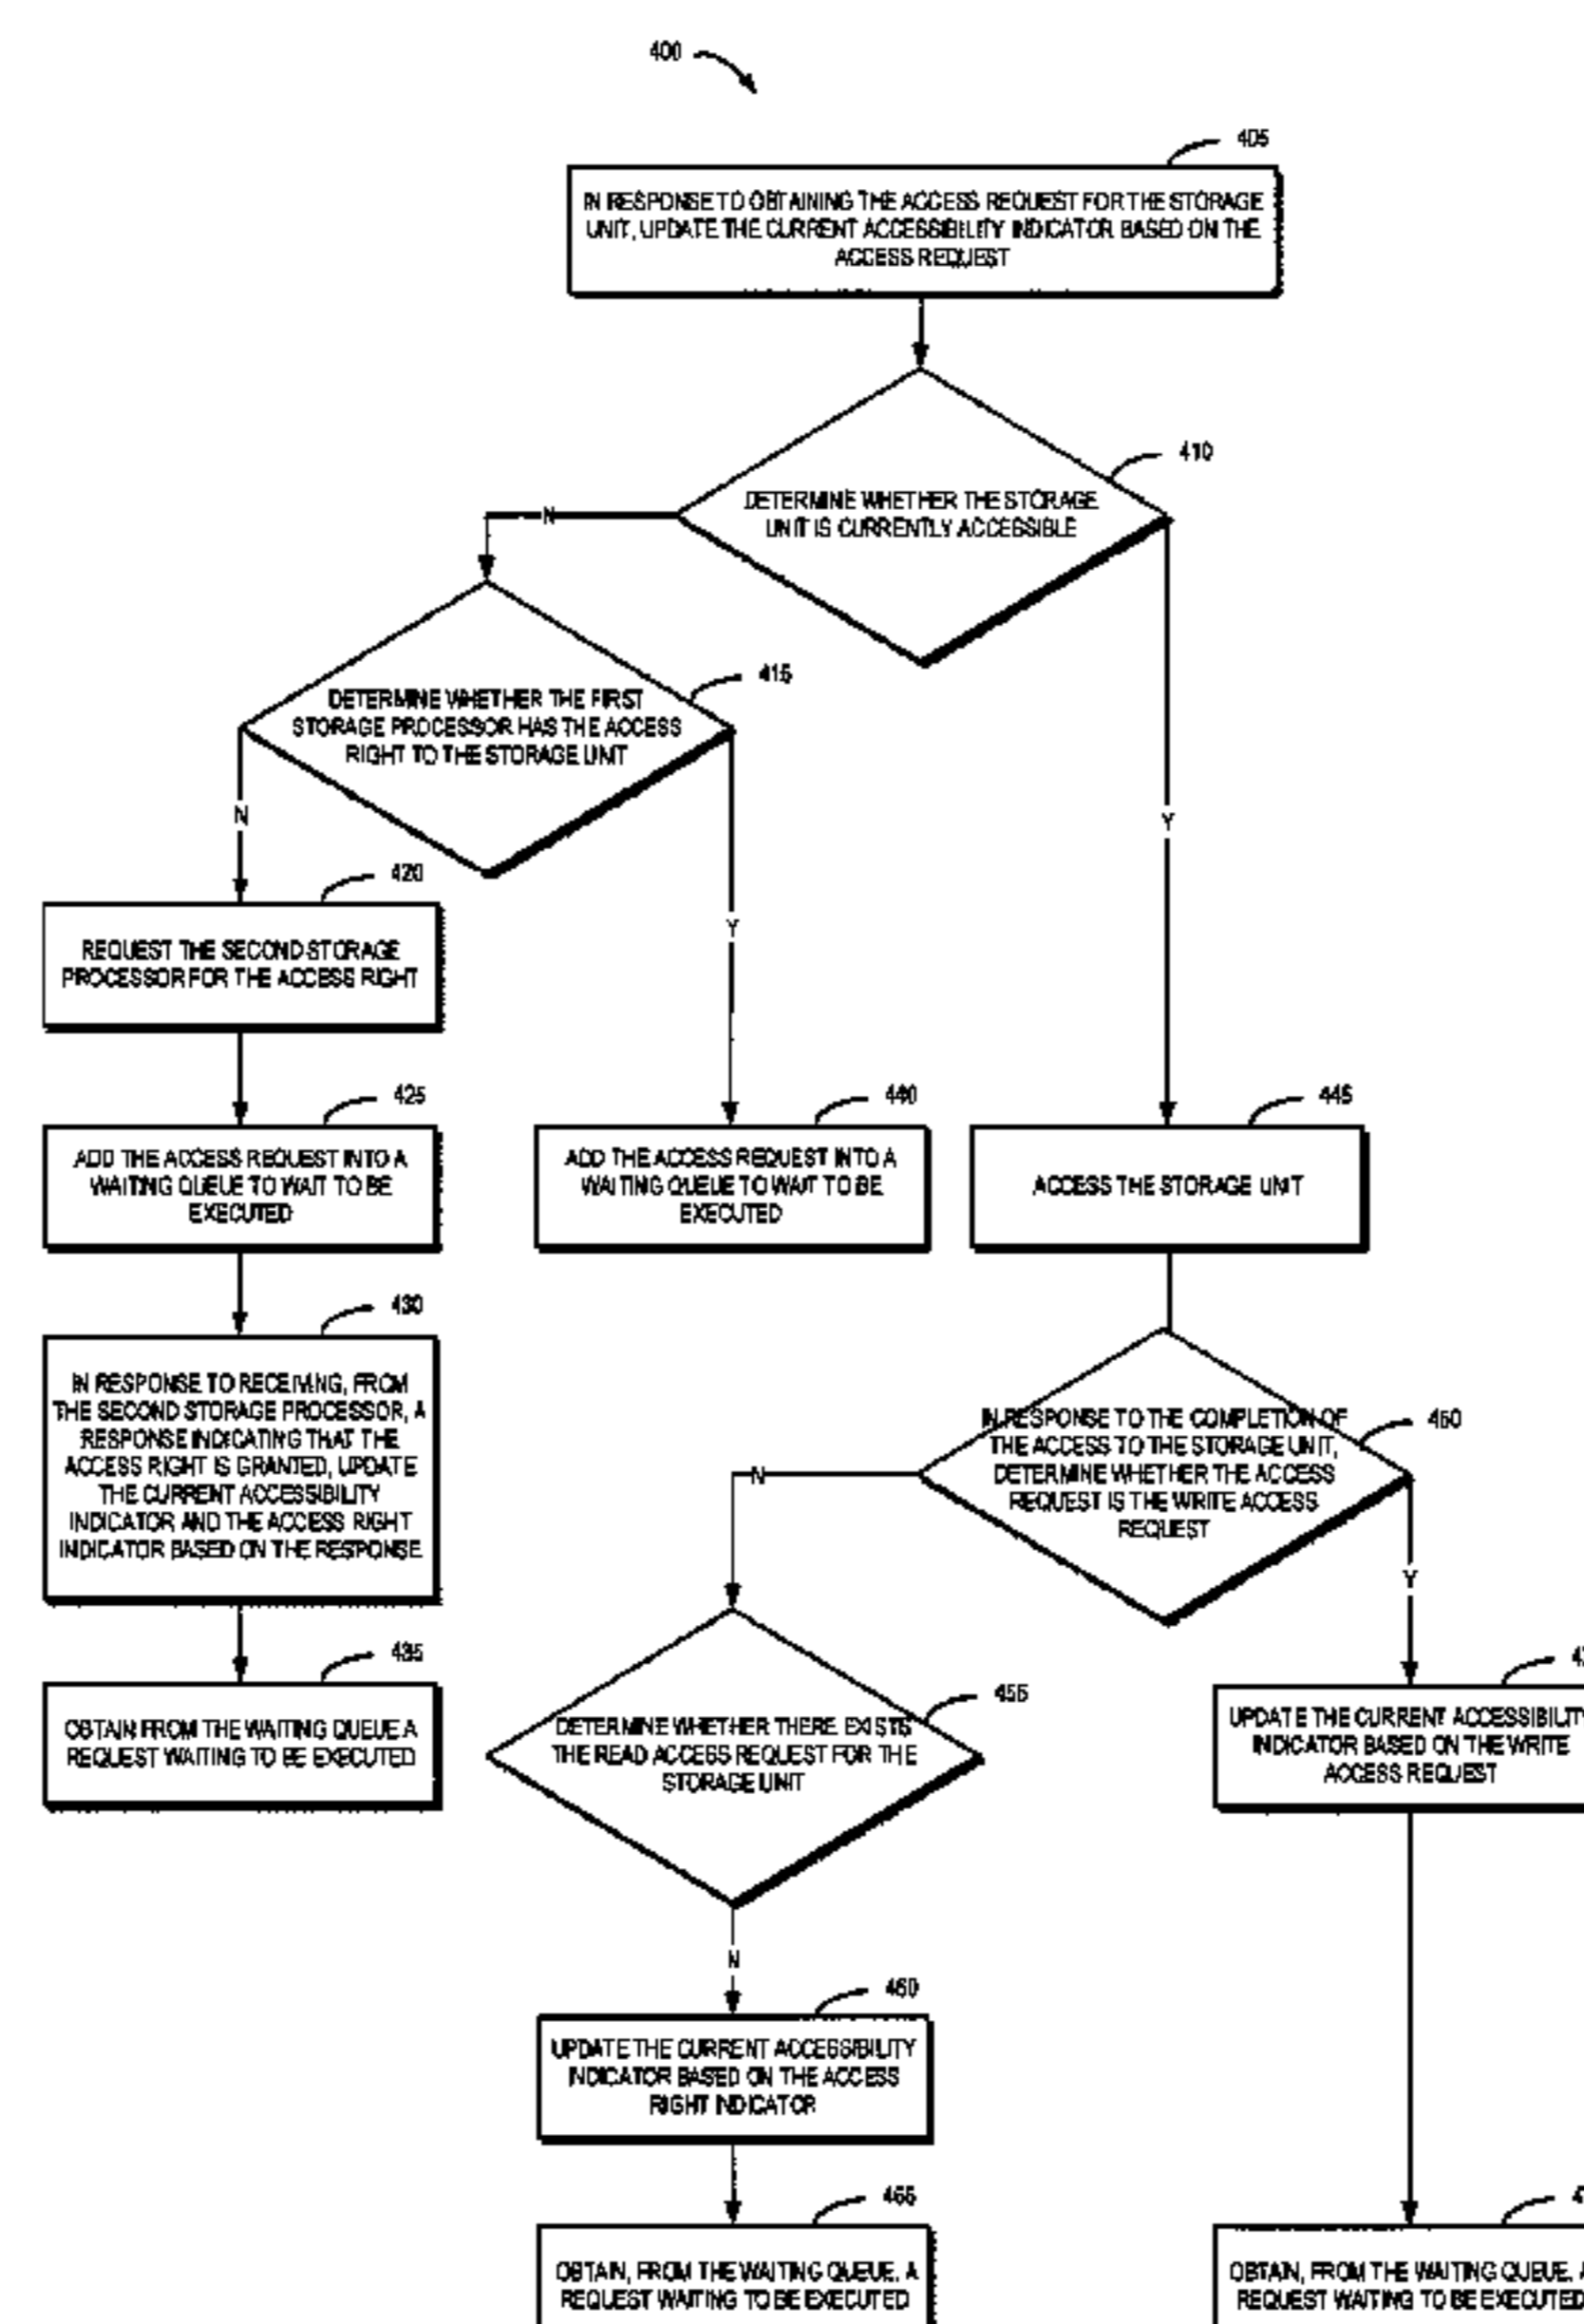 400
405
IN RESPONSE TO OBTAINING THE ACCESS REQUEST FOR THE STORAGE
UNIT, UPDATE THE CURRENT ACCESSIBILITY INDICATOR BASED ON THE
ACCESS REQUEST
410
DETERMINE WHETHER THE STORAGE
UNIT IS CURRENTLY ACCESSIBLE
N
Y
415
DETERMINE WHETHER THE FIRST
STORAGE PROCESSOR HAS THE ACCESS
RIGHT TO THE STORAGE UNIT
N
Y
420
REQUEST THE SECOND STORAGE
PROCESSOR FOR THE ACCESS RIGHT
425
ADD THE ACCESS REQUEST INTO A
WAITING QUEUE TO WAIT TO BE
EXECUTED
440
ADD THE ACCESS REQUEST INTO A
WAITING QUEUE TO WAIT TO BE
EXECUTED
445
ACCESS THE STORAGE UNIT
430
IN RESPONSE TO RECEIVING, FROM
THE SECOND STORAGE PROCESSOR, A
RESPONSE INDICATING THAT THE
ACCESS RIGHT IS GRANTED, UPDATE
THE CURRENT ACCESSIBILITY
INDICATOR AND THE ACCESS RIGHT
INDICATOR BASED ON THE RESPONSE
450
IN RESPONSE TO THE COMPLETION OF
THE ACCESS TO THE STORAGE UNIT,
DETERMINE WHETHER THE ACCESS
REQUEST IS THE WRITE ACCESS
REQUEST
N
Y
435
OBTAIN FROM THE WAITING QUEUE A
REQUEST WAITING TO BE EXECUTED
455
DETERMINE WHETHER THERE EXISTS
THE READ ACCESS REQUEST FOR THE
STORAGE UNIT
N
UPDATE THE CURRENT ACCESSIBILITY
INDICATOR BASED ON THE WRITE
ACCESS REQUEST
460
UPDATE THE CURRENT ACCESSIBILITY
INDICATOR BASED ON THE ACCESS
RIGHT INDICATOR
465
OBTAIN, FROM THE WAITING QUEUE, A
REQUEST WAITING TO BE EXECUTED
OBTAIN, FROM THE WAITING QUEUE, A
REQUEST WAITING TO BE EXECUTED